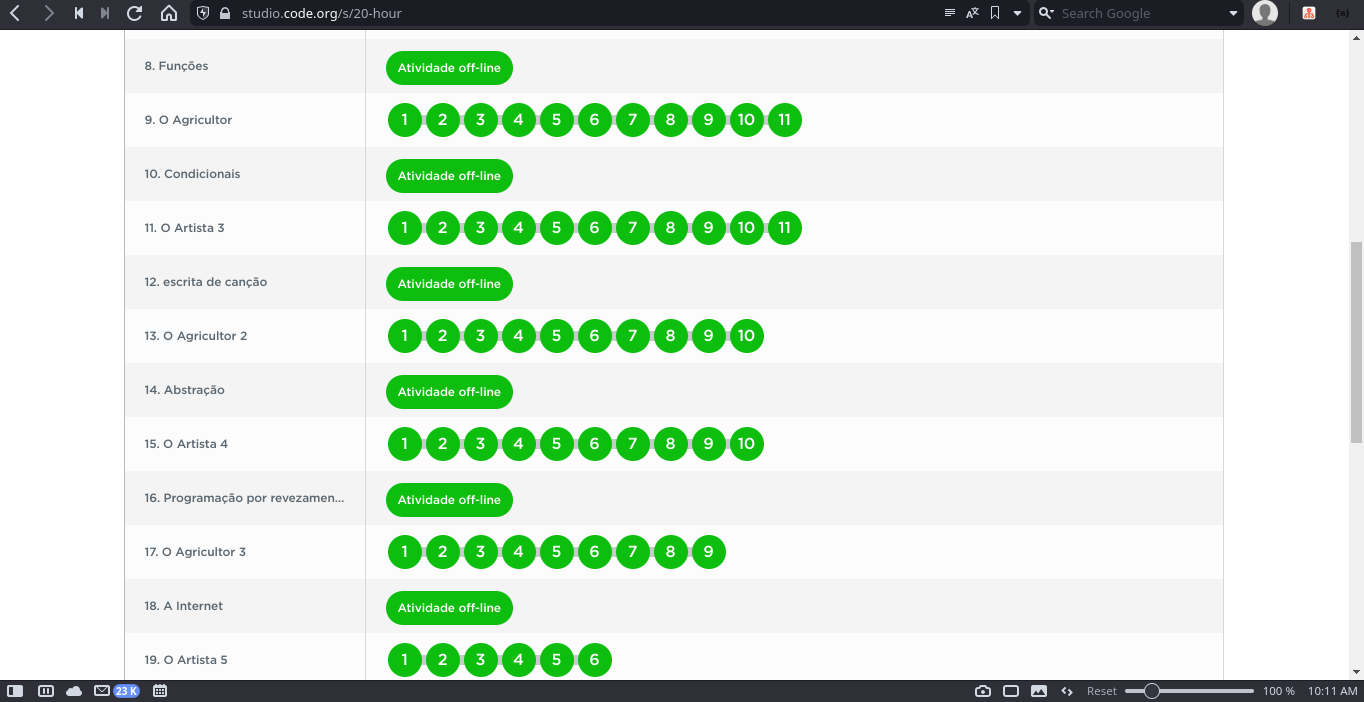 studio.code.org/s/20-hour
Search Google
8. Funções
Atividade off-line
9. O Agricultor
1 2 3 4 5 6 7 8 9 10 11
10. Condicionais
Atividade off-line
11. O Artista 3
1 2 3 4 5 6 7 8 9 10 11
12. escrita de canção
Atividade off-line
13. O Agricultor 2
1 2 3 4 5 6 7 8 9 10
14. Abstração
Atividade off-line
15. O Artista 4
1 2 3 4 5 6 7 8 9 10
16. Programação por revezamen...
Atividade off-line
17. O Agricultor 3
1 2 3 4 5 6 7 8 9
18. A Internet
Atividade off-line
19. O Artista 5
1 2 3 4 5 6
23 K
Reset
100 %
10:11 AM